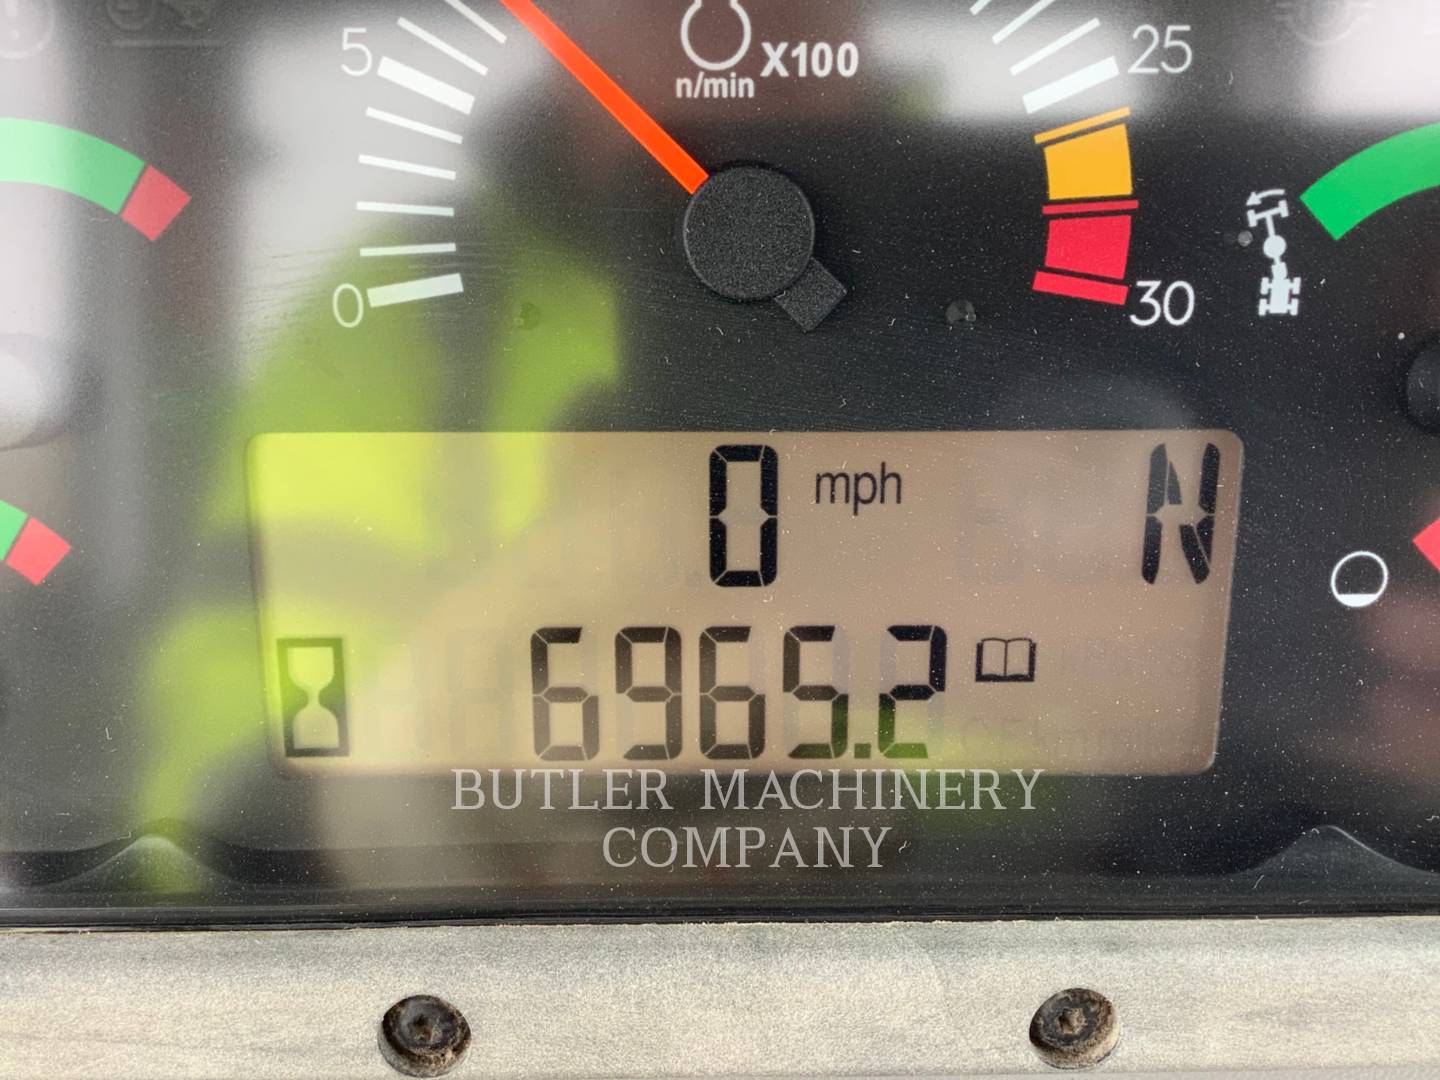 5
25
n/min X100
0
30
0 mph N
6965.2
BUTLER MACHINERY
COMPANY